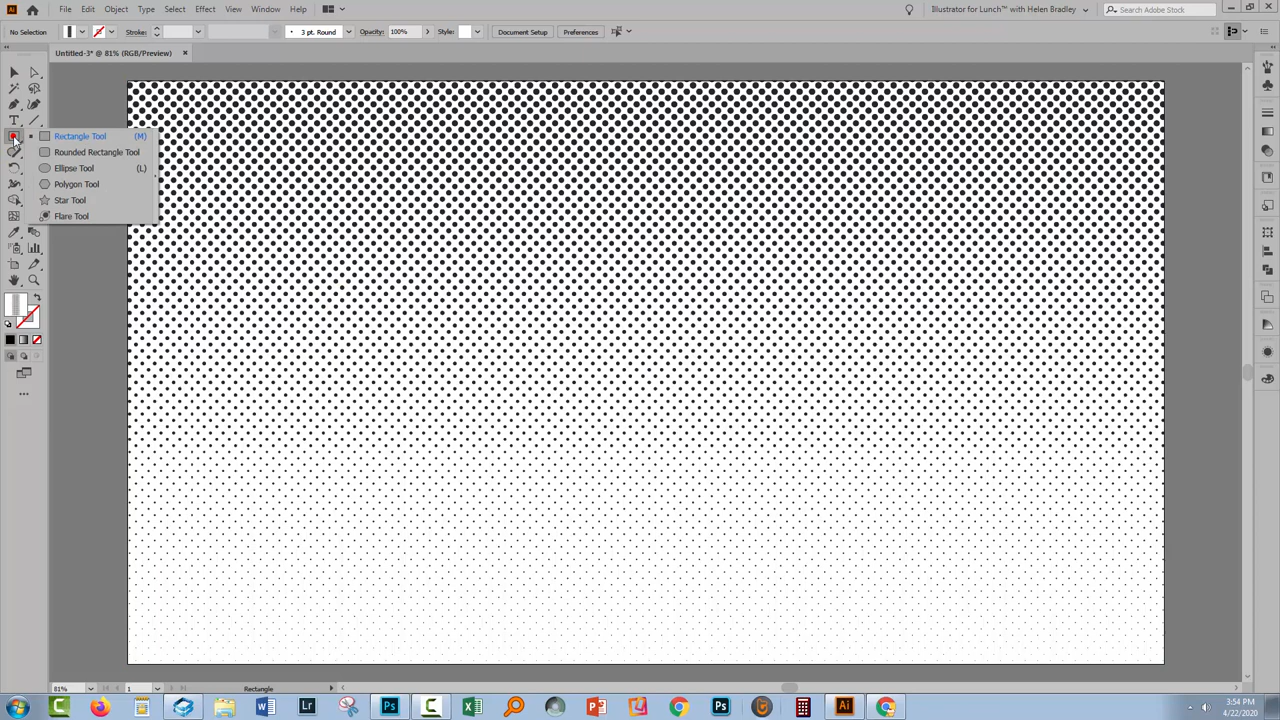 File Edit Object Type Select Effect View Window Help
Illustrator for Lunch™ with Helen Bradley
Search Adobe Stock
No Selection
Stroke:
3 pt. Round
Opacity: 100%
Style:
Document Setup
Preferences
Untitled-3* @ 81% (RGB/Preview)
Rectangle Tool (M)
Rounded Rectangle Tool
Ellipse Tool (L)
Polygon Tool
Star Tool
Flare Tool
81%
1
Rectangle
3:54 PM
4/22/2020